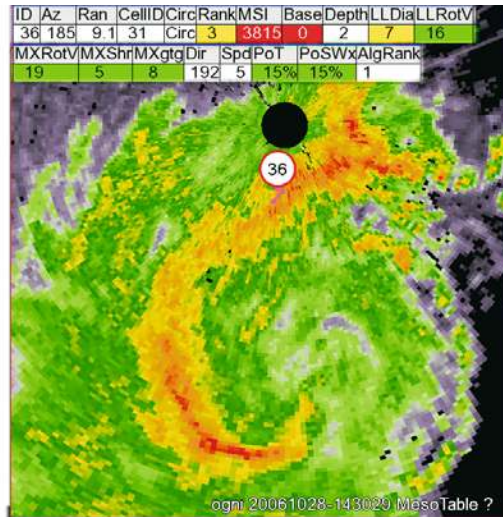 ID Az Ran CellID Circ Rank MSI Base Depth LLDia LLRotV
36 185 9.1 31 Circ 3 3815 0 2 7 16
MXRotV MXShr MXgtg Dir Spd PoT PoSWx AlgRank
19 5 8 192 5 15% 15% 1
36
ogni 20061028-143029 MesoTable ?